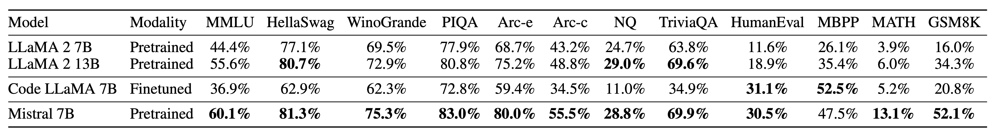 Model Modality MMLU HellaSwag WinoGrande PIQA Arc-e Arc-c NQ TriviaQA HumanEval MBPP MATH GSM8K
LLaMA 2 7B Pretrained 44.4% 77.1% 69.5% 77.9% 68.7% 43.2% 24.7% 63.8% 11.6% 26.1% 3.9% 16.0%
LLaMA 2 13B Pretrained 55.6% 80.7% 72.9% 80.8% 75.2% 48.8% 29.0% 69.6% 18.9% 35.4% 6.0% 34.3%
Code LLaMA 7B Finetuned 36.9% 62.9% 62.3% 72.8% 59.4% 34.5% 11.0% 34.9% 31.1% 52.5% 5.2% 20.8%
Mistral 7B Pretrained 60.1% 81.3% 75.3% 83.0% 80.0% 55.5% 28.8% 69.9% 30.5% 47.5% 13.1% 52.1%